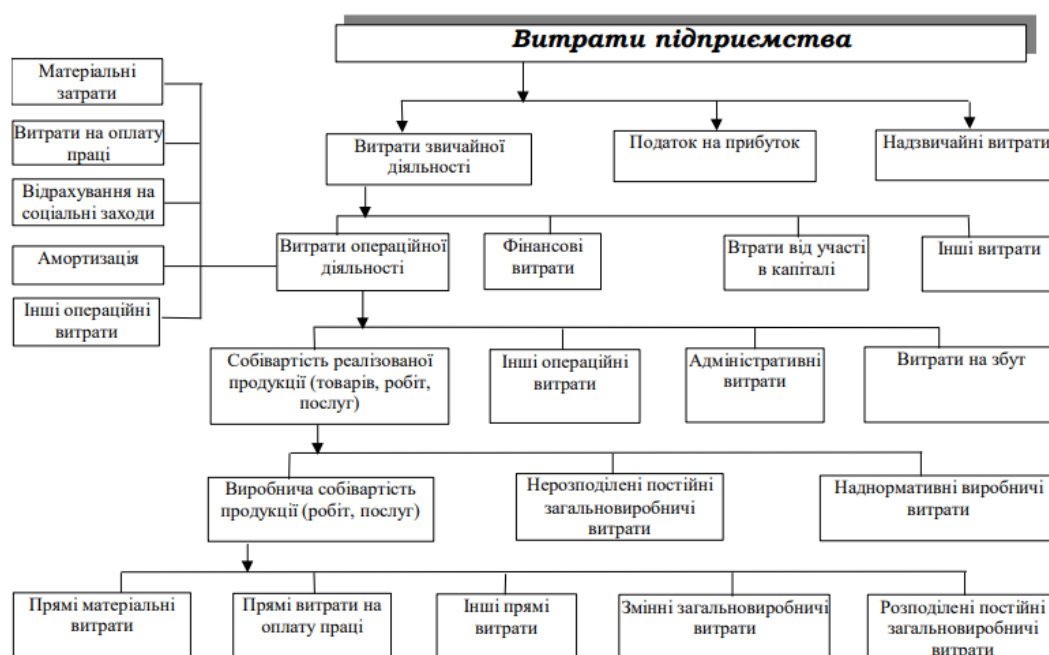 Витрати підприємства
Матеріальні
затрати
Витрати на оплату
праці
Відрахування на
соціальні заходи
Амортизація
Інші операційні
витрати
Витрати звичайної
діяльності
Податок на прибуток
Надзвичайні витрати
Витрати операційної
діяльності
Фінансові
витрати
Втрати від участі
в капіталі
Інші витрати
Собівартість реалізованої
продукції (товарів, робіт,
послуг)
Інші операційні
витрати
Адміністративні
витрати
Витрати на збут
Виробнича собівартість
продукції (робіт, послуг)
Нерозподілені постійні
загальновиробничі
витрати
Наднормативні виробничі
витрати
Прямі матеріальні
витрати
Прямі витрати на
оплату праці
Інші прямі
витрати
Змінні загальновиробничі
витрати
Розподілені постійні
загальновиробничі
витрати